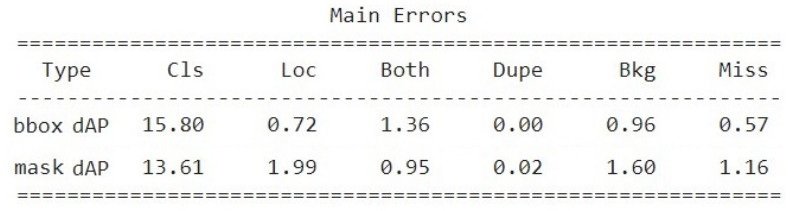 Main Errors
==============================================================
Type Cls Loc Both Dupe Bkg Miss
--------------------------------------------------------------
bbox dAP 15.80 0.72 1.36 0.00 0.96 0.57
mask dAP 13.61 1.99 0.95 0.02 1.60 1.16
==============================================================